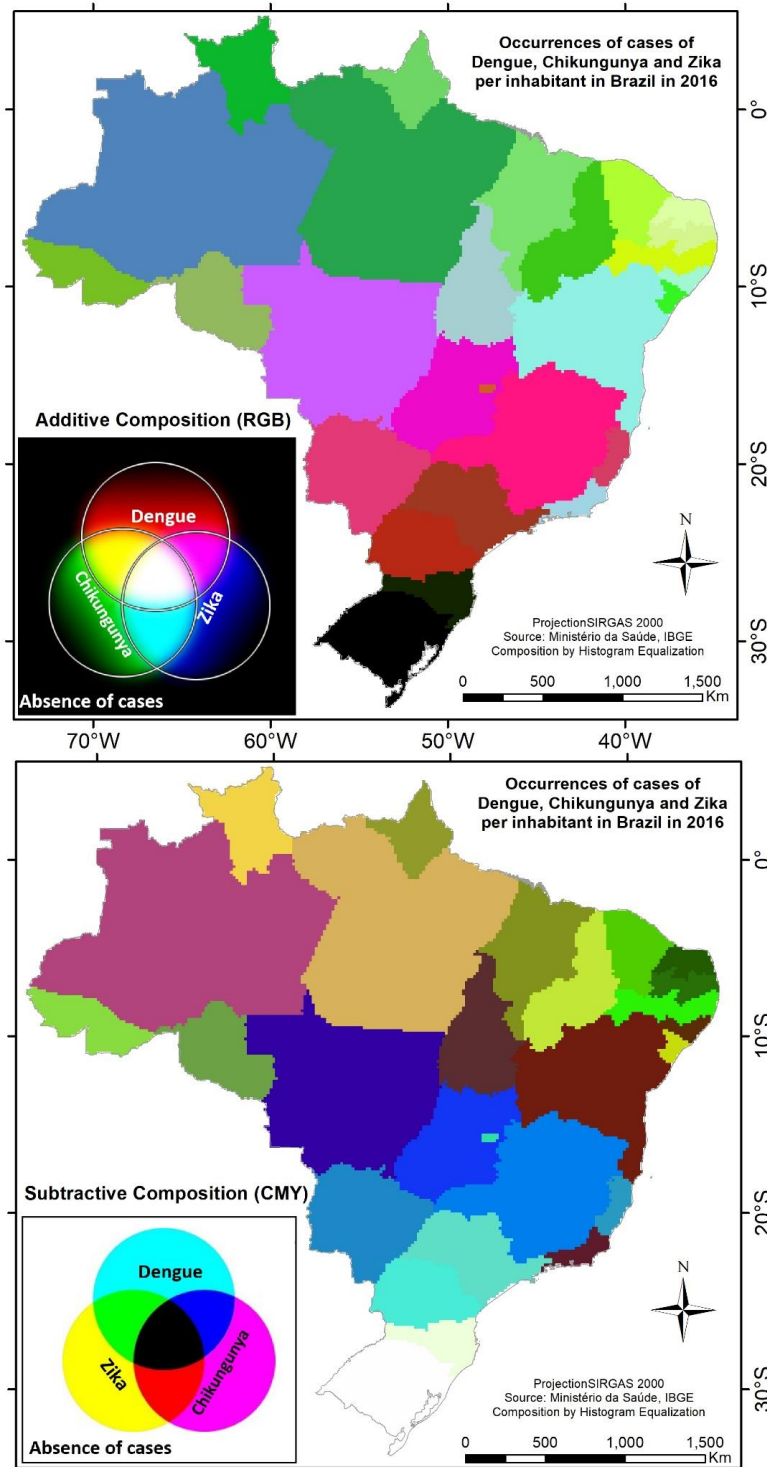 Occurrences of cases of
Dengue, Chikungunya and Zika
per inhabitant in Brazil in 2016
0°
10°S
20°S
30°S
Additive Composition (RGB)
Dengue
Chikungunya
Zika
Absence of cases
N
ProjectionSIRGAS 2000
Source: Ministério da Saúde, IBGE
Composition by Histogram Equalization
0 500 1,000 1,500
Km
70°W 60°W 50°W 40°W
Occurrences of cases of
Dengue, Chikungunya and Zika
per inhabitant in Brazil in 2016
0°
10°S
20°S
30°S
Subtractive Composition (CMY)
Dengue
Zika
Chikungunya
Absence of cases
N
ProjectionSIRGAS 2000
Source: Ministério da Saúde, IBGE
Composition by Histogram Equalization
0 500 1,000 1,500
Km